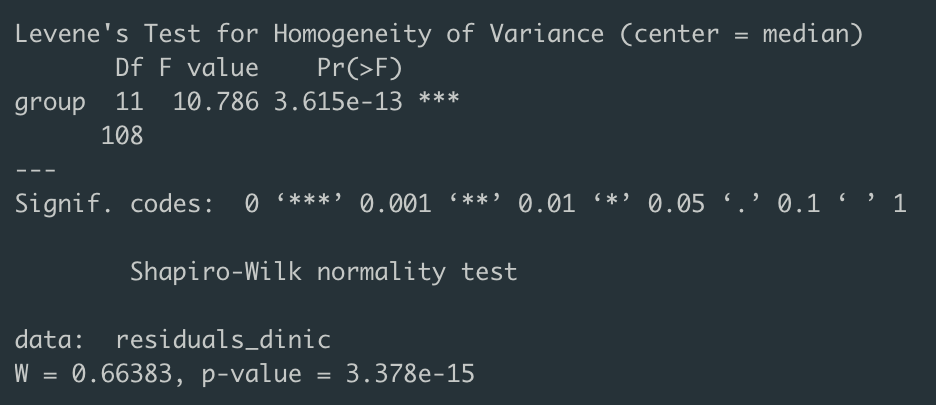 Levene's Test for Homogeneity of Variance (center = median)
       Df F value    Pr(>F)
group  11  10.786 3.615e-13 ***
      108
---
Signif. codes:  0 ‘***’ 0.001 ‘**’ 0.01 ‘*’ 0.05 ‘.’ 0.1 ‘ ’ 1
        Shapiro-Wilk normality test
data:  residuals_dinic
W = 0.66383, p-value = 3.378e-15